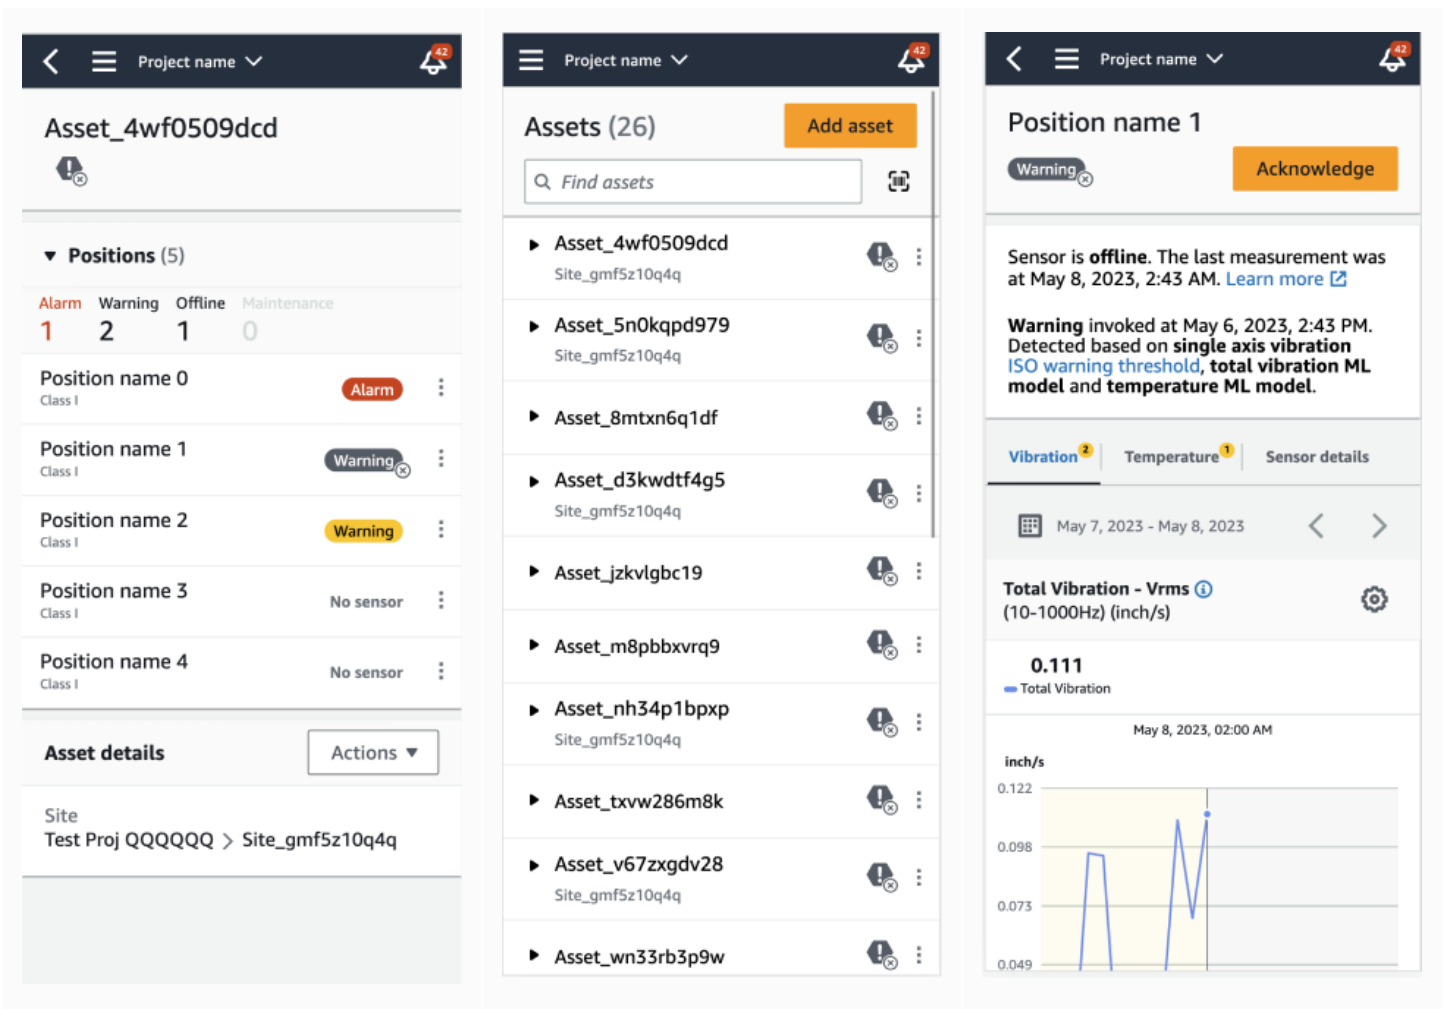 Project name
42
Asset_4wf0509dcd
Positions (5)
Alarm Warning Offline Maintenance
1 2 1 0
Position name 0
Class I
Alarm
Position name 1
Class I
Warning
Position name 2
Class I
Warning
Position name 3
Class I
No sensor
Position name 4
Class I
No sensor
Asset details
Actions
Site
Test Proj QQQQQQ > Site_gmf5z10q4q
Project name
42
Assets (26)
Add asset
Find assets
Asset_4wf0509dcd
Site_gmf5z10q4q
Asset_5n0kqpd979
Site_gmf5z10q4q
Asset_8mtxn6q1df
Asset_d3kwdtf4g5
Site_gmf5z10q4q
Asset_jzkvlgbc19
Asset_m8pbbxvrq9
Asset_nh34p1bpxp
Site_gmf5z10q4q
Asset_txvw286m8k
Asset_v67zxgdv28
Site_gmf5z10q4q
Asset_wn33rb3p9w
Project name
42
Position name 1
Warning
Acknowledge
Sensor is offline. The last measurement was
at May 8, 2023, 2:43 AM. Learn more
Warning invoked at May 6, 2023, 2:43 PM.
Detected based on single axis vibration
ISO warning threshold, total vibration ML
model and temperature ML model.
Vibration 2 Temperature 1 Sensor details
May 7, 2023 - May 8, 2023
Total Vibration - Vrms
(10-1000Hz) (inch/s)
0.111
Total Vibration
May 8, 2023, 02:00 AM
inch/s
0.122
0.098
0.073
0.049